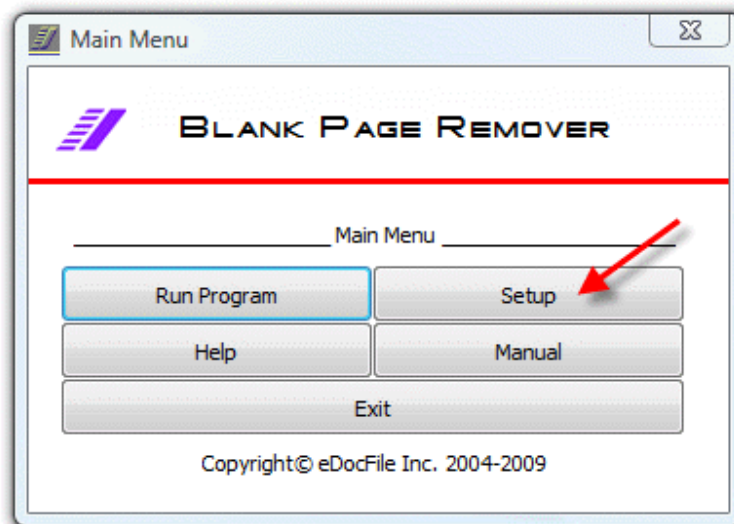 Main Menu
BLANK PAGE REMOVER
Main Menu
Run Program Setup
Help Manual
Exit
Copyright© eDocFile Inc. 2004-2009